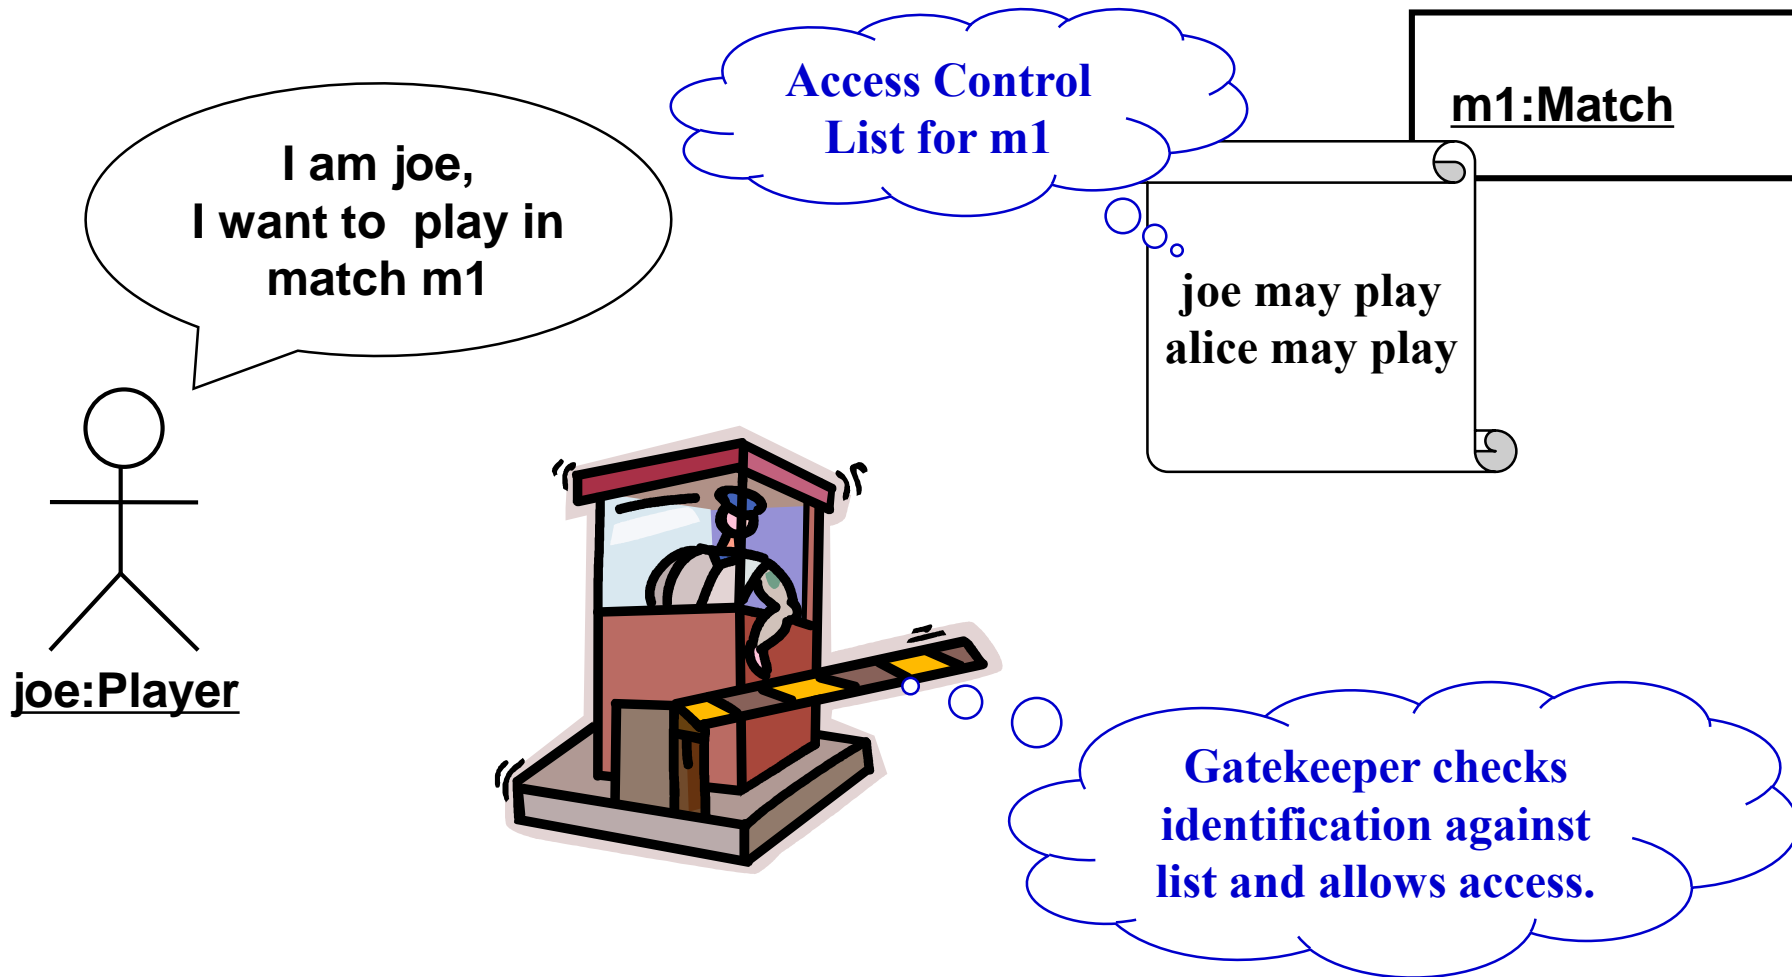 I am joe,
I want to  play in
match m1
Access Control
List for m1
m1:Match
joe may play
alice may play
joe:Player
Gatekeeper checks
identification against
list and allows access.